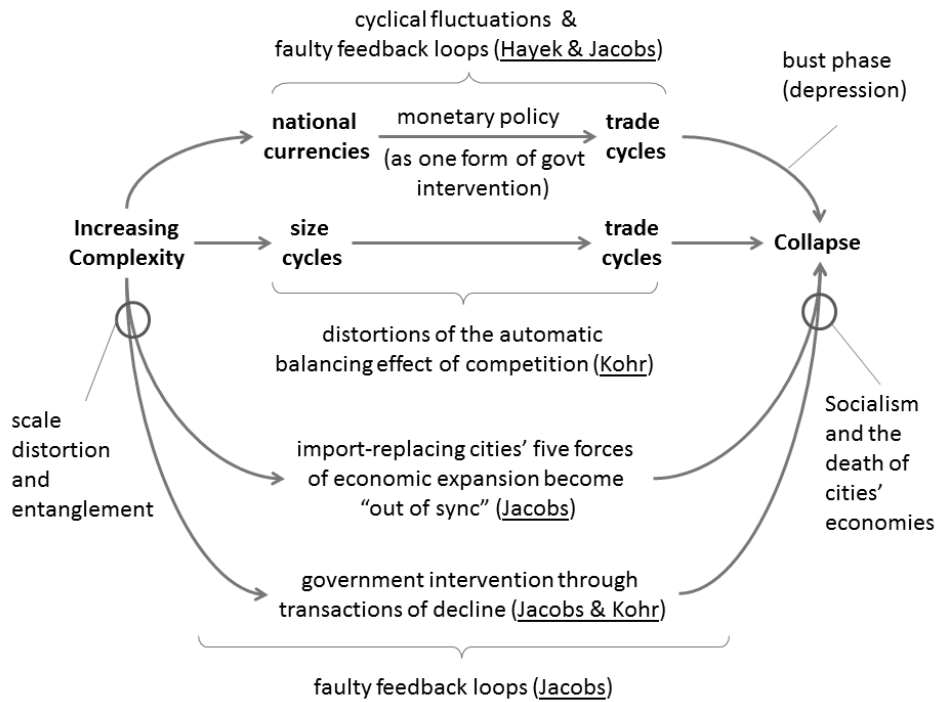 cyclical fluctuations &
faulty feedback loops (Hayek & Jacobs)
bust phase
(depression)
national
currencies
monetary policy
(as one form of govt
intervention)
trade
cycles
Increasing
Complexity
size
cycles
trade
cycles
Collapse
distortions of the automatic
balancing effect of competition (Kohr)
scale
distortion
and
entanglement
Socialism
and the
death of
cities’
economies
import-replacing cities’ five forces
of economic expansion become
“out of sync” (Jacobs)
government intervention through
transactions of decline (Jacobs & Kohr)
faulty feedback loops (Jacobs)